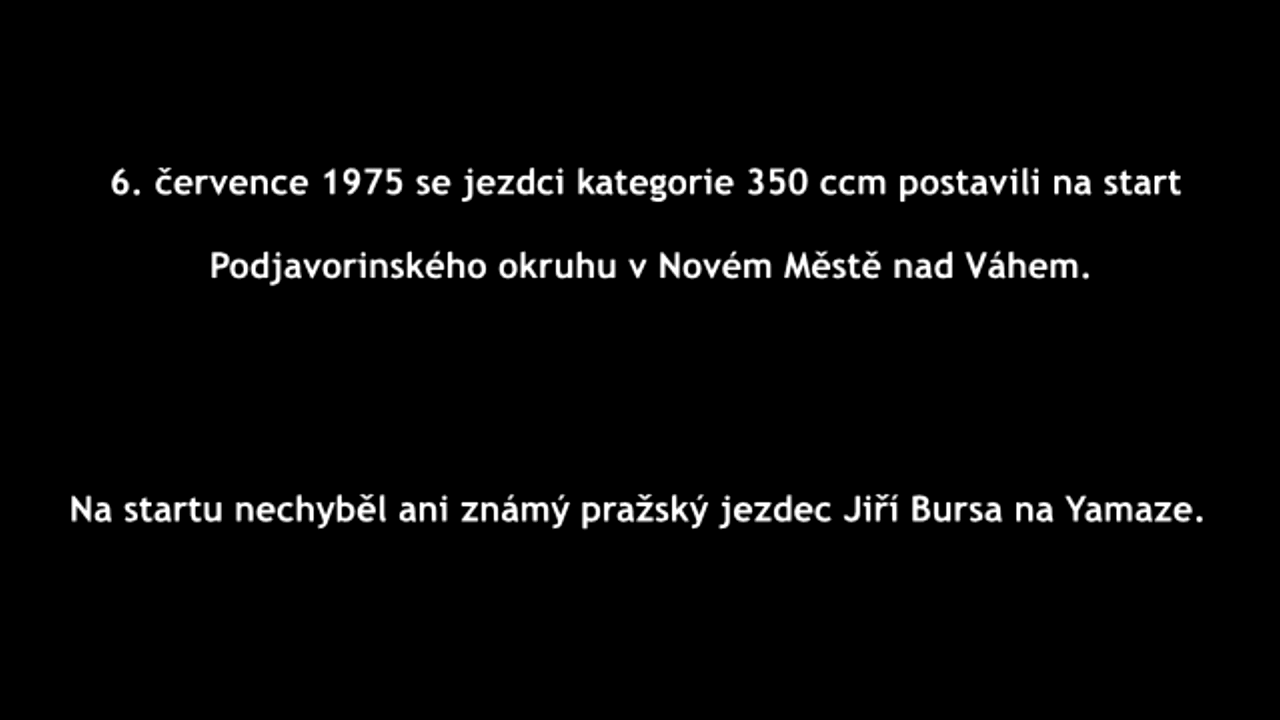 6. července 1975 se jezdci kategorie 350 ccm postavili na start
Podjavorinského okruhu v Novém Městě nad Váhem.
Na startu nechyběl ani známý pražský jezdec Jiří Bursa na Yamaze.